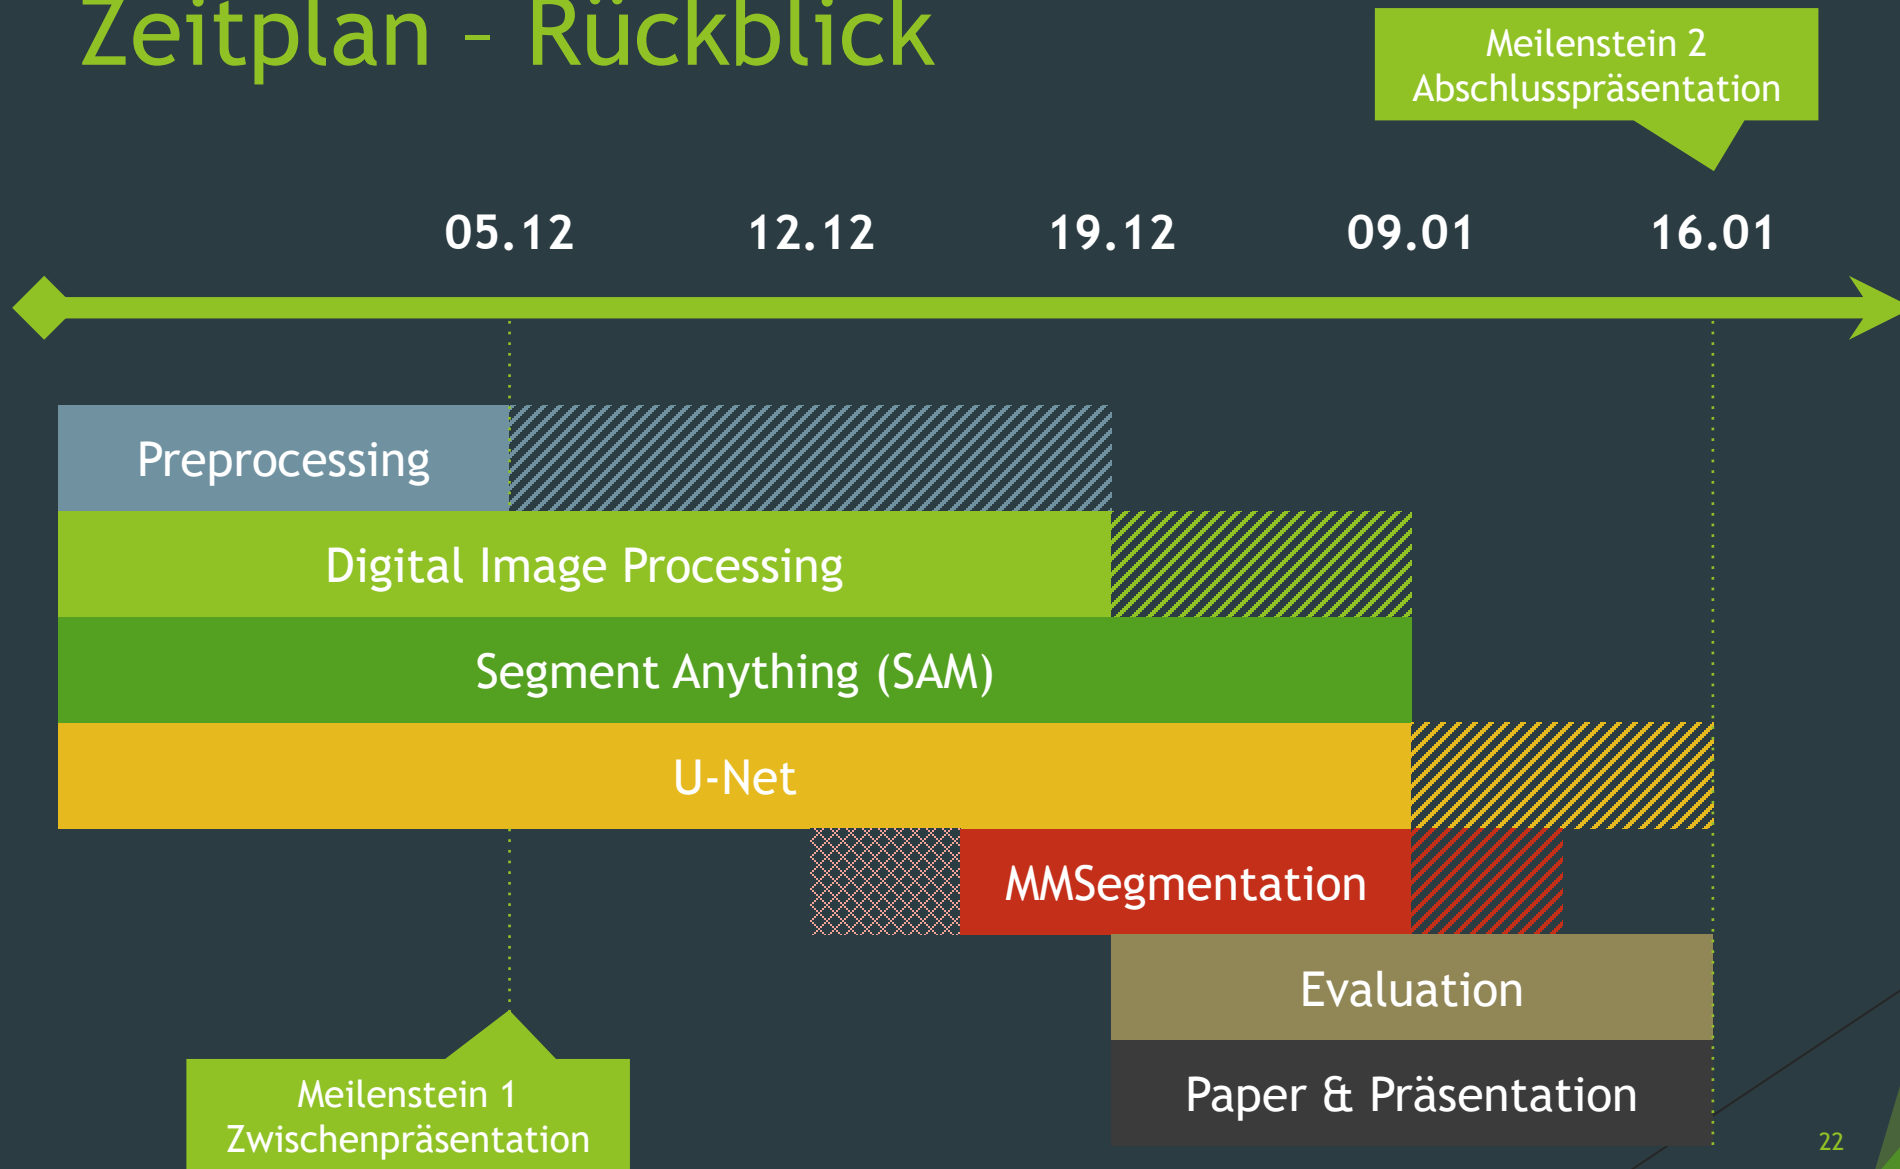 Zeitplan – Rückblick
Meilenstein 2
Abschlusspräsentation
05.12
12.12
19.12
09.01
16.01
Preprocessing
Digital Image Processing
Segment Anything (SAM)
U-Net
MMSegmentation
Evaluation
Paper & Präsentation
Meilenstein 1
Zwischenpräsentation
22